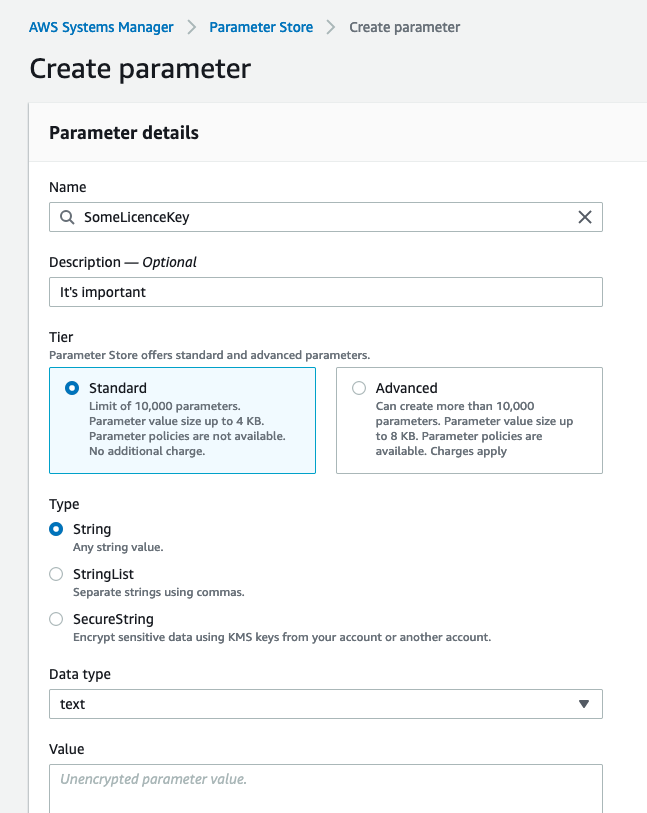 AWS Systems Manager > Parameter Store > Create parameter
Create parameter
Parameter details
Name
SomeLicenceKey
Description — Optional
It's important
Tier
Parameter Store offers standard and advanced parameters.
Standard
Limit of 10,000 parameters.
Parameter value size up to 4 KB.
Parameter policies are not available.
No additional charge.
Advanced
Can create more than 10,000
parameters. Parameter value size up
to 8 KB. Parameter policies are
available. Charges apply
Type
String
Any string value.
StringList
Separate strings using commas.
SecureString
Encrypt sensitive data using KMS keys from your account or another account.
Data type
text
Value
Unencrypted parameter value.